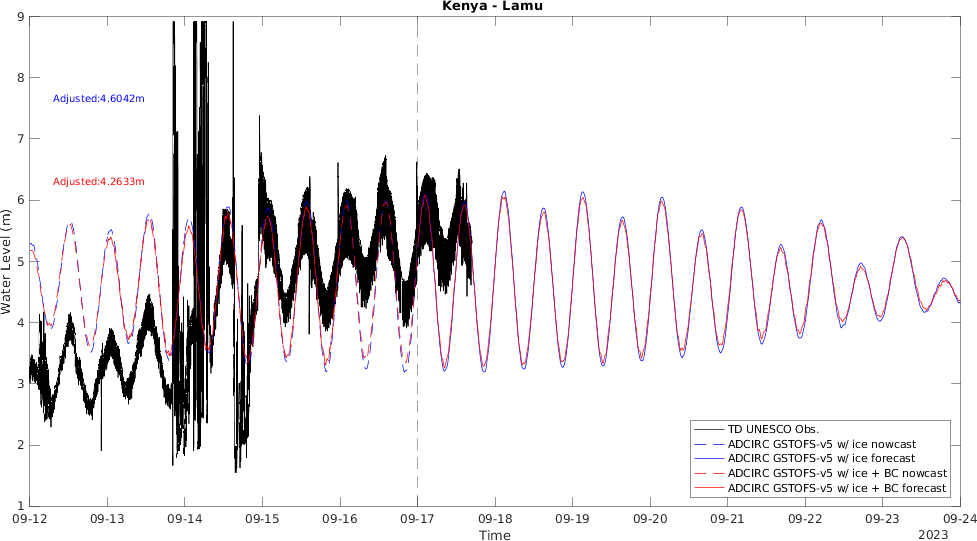 Kenya - Lamu
9
8
7
6
5
4
3
2
1
Water Level (m)
Adjusted:4.6042m
Adjusted:4.2633m
TD UNESCO Obs.
ADCIRC GSTOFS-v5 w/ ice nowcast
ADCIRC GSTOFS-v5 w/ ice forecast
ADCIRC GSTOFS-v5 w/ ice + BC nowcast
ADCIRC GSTOFS-v5 w/ ice + BC forecast
09-12 09-13 09-14 09-15 09-16 09-17 09-18 09-19 09-20 09-21 09-22 09-23 09-24
Time
2023